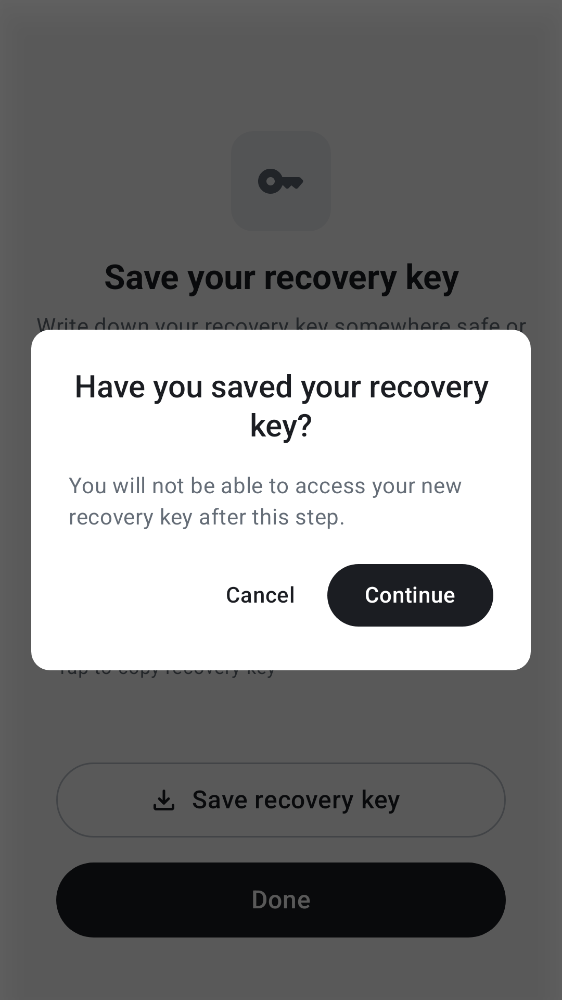 Save your recovery key
Write down your recovery key somewhere safe or
Have you saved your recovery
key?
You will not be able to access your new
recovery key after this step.
Cancel
Continue
Tap to copy recovery key
Save recovery key
Done